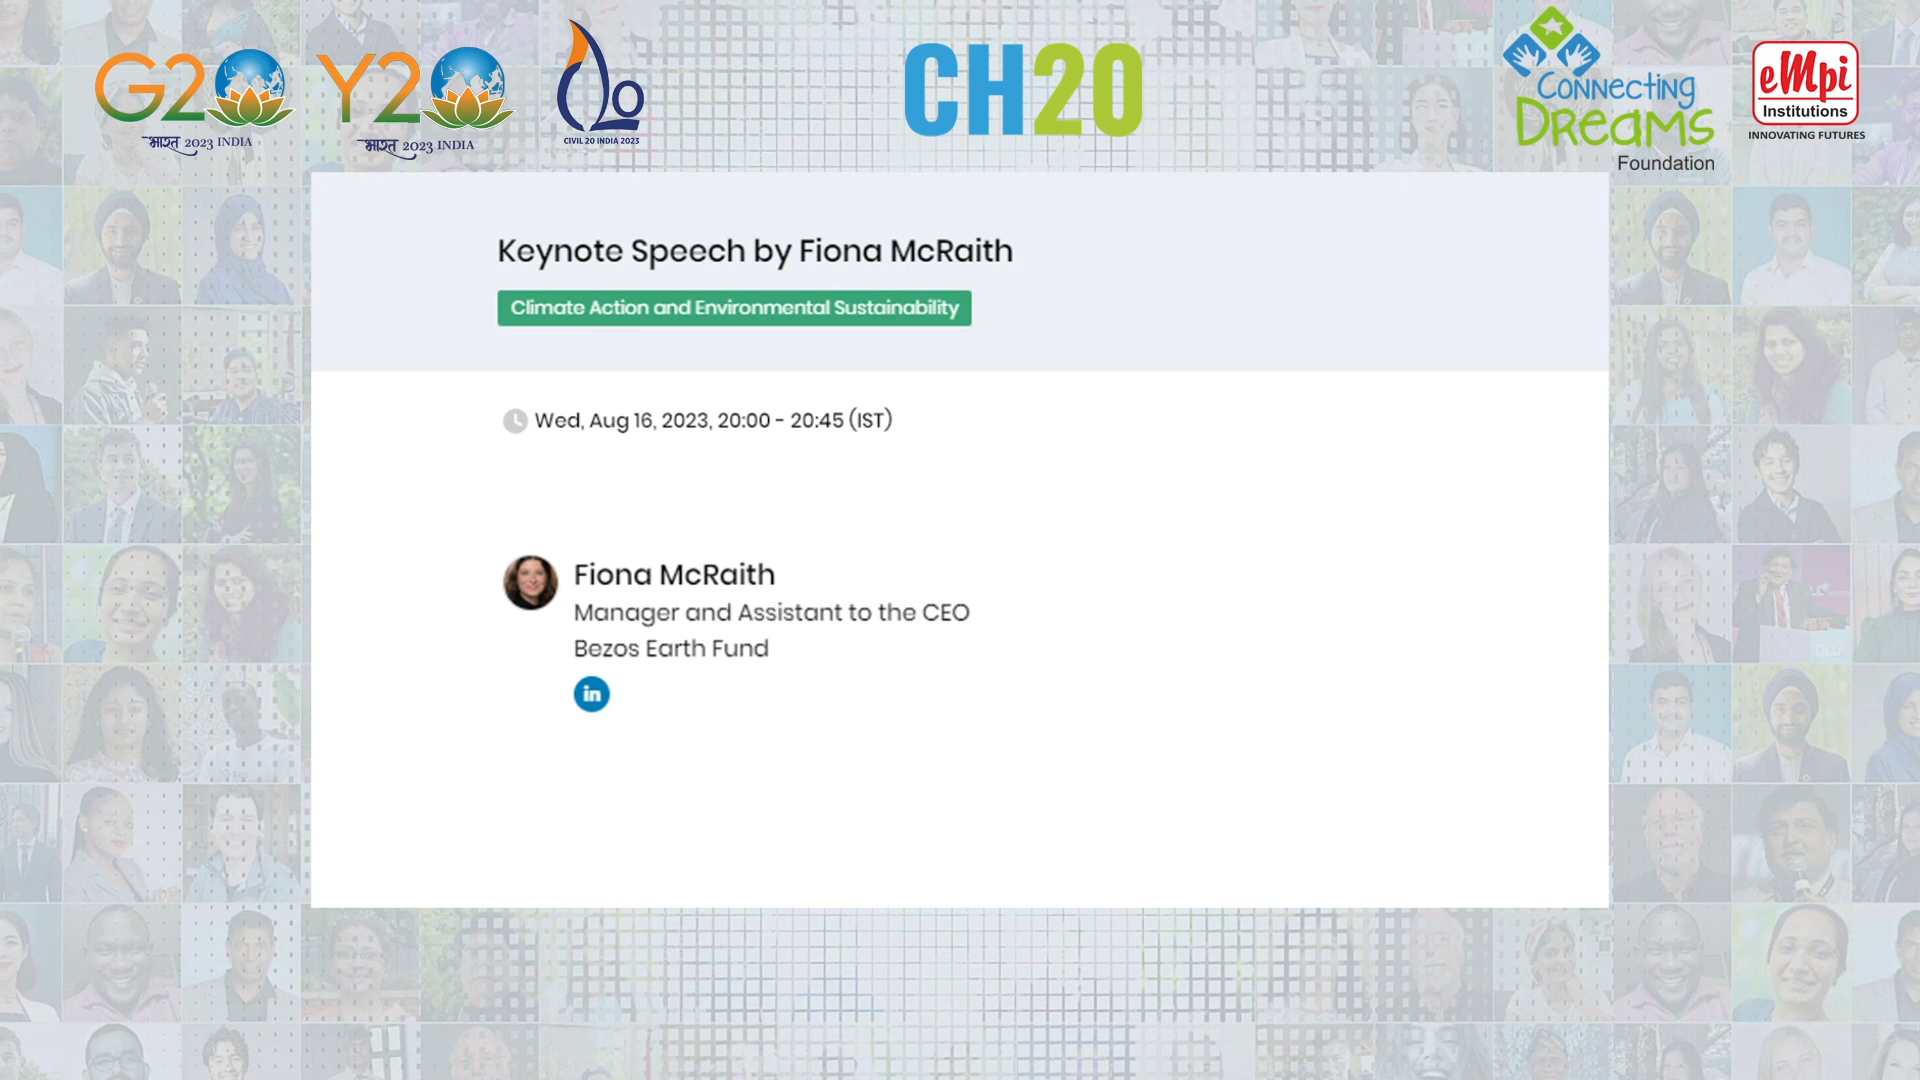 G20
भारत 2023 INDIA
Y20
भारत 2023 INDIA
C20
CIVIL 20 INDIA 2023
CH20
CONNECTING
DREAMS
Foundation
eMpi
Institutions
INNOVATING FUTURES
Keynote Speech by Fiona McRaith
Climate Action and Environmental Sustainability
Wed, Aug 16, 2023, 20:00 - 20:45 (IST)
Fiona McRaith
Manager and Assistant to the CEO
Bezos Earth Fund
in